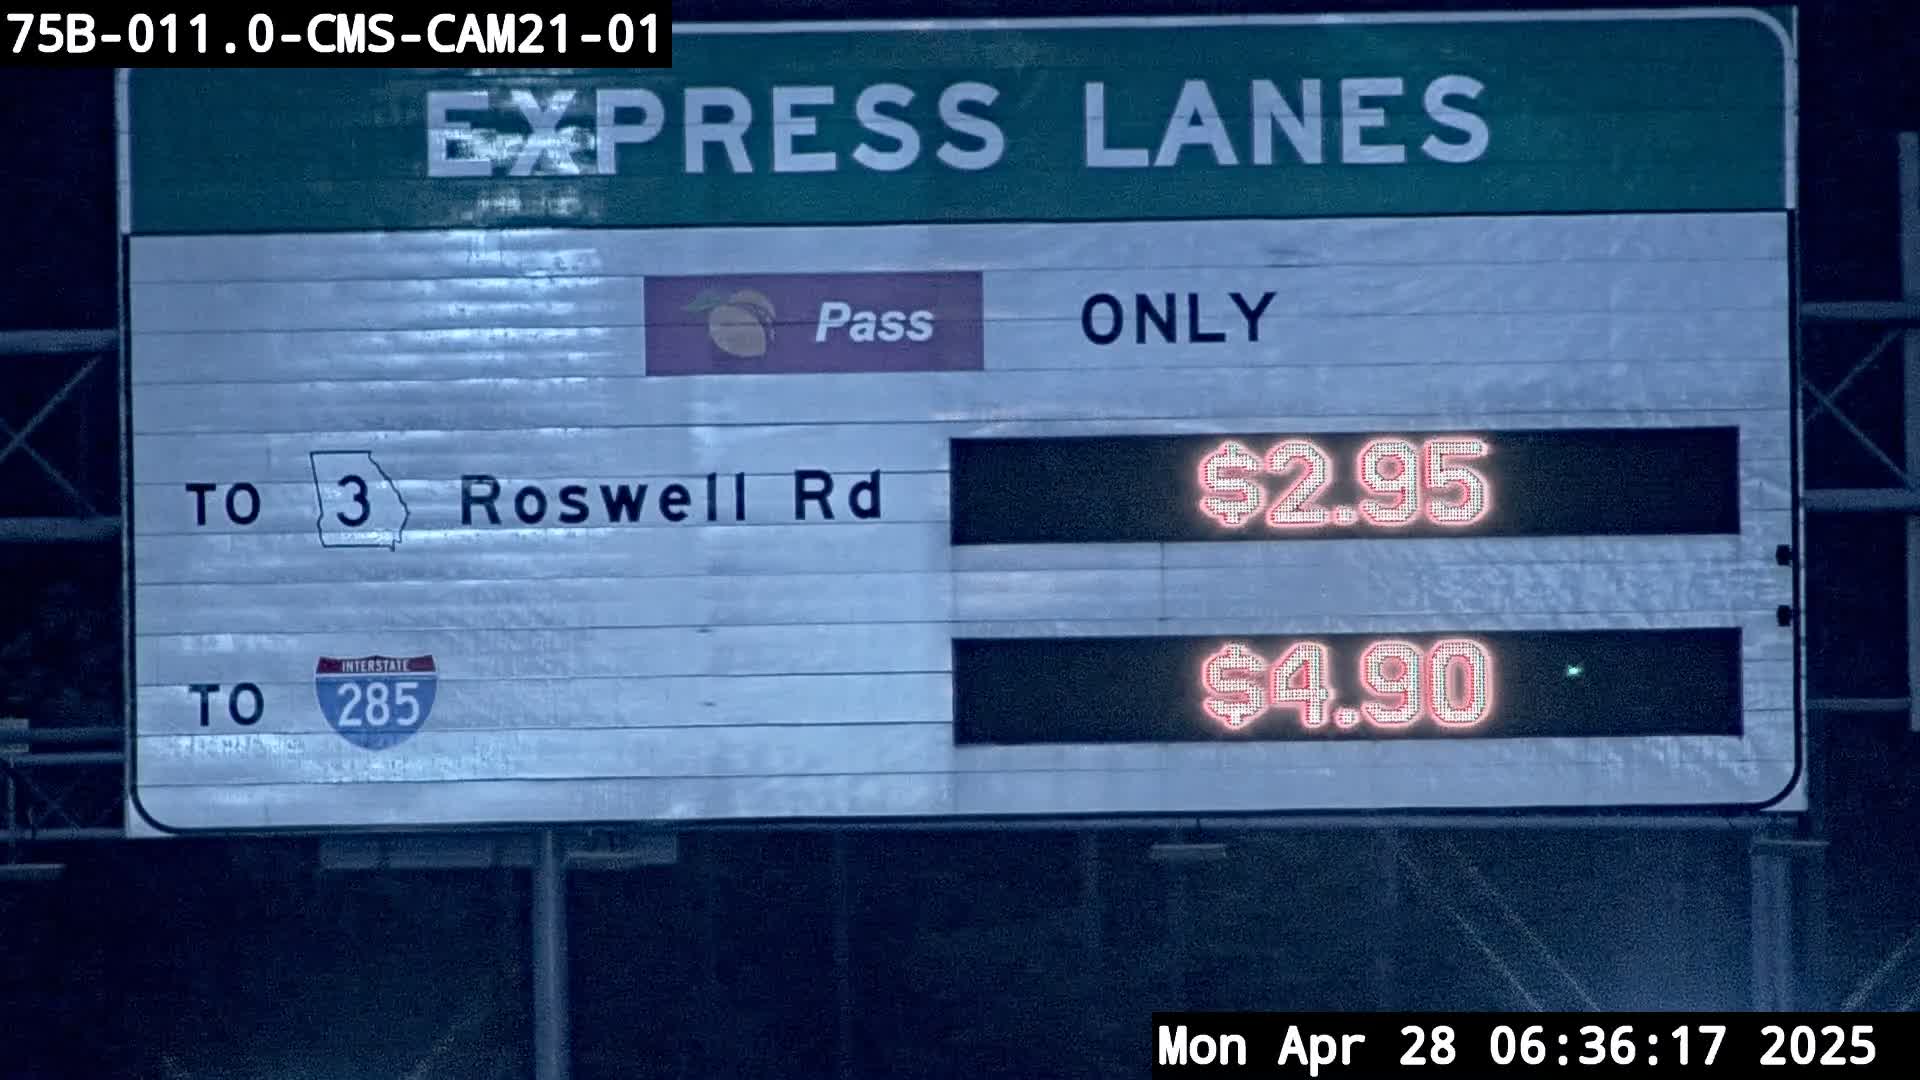 75B-011.0-CMS-CAM21-01
EXPRESS LANES
Pass ONLY
TO 3 Roswell Rd $2.95
INTERSTATE
TO 285 $4.90
Mon Apr 28 06:36:17 2025